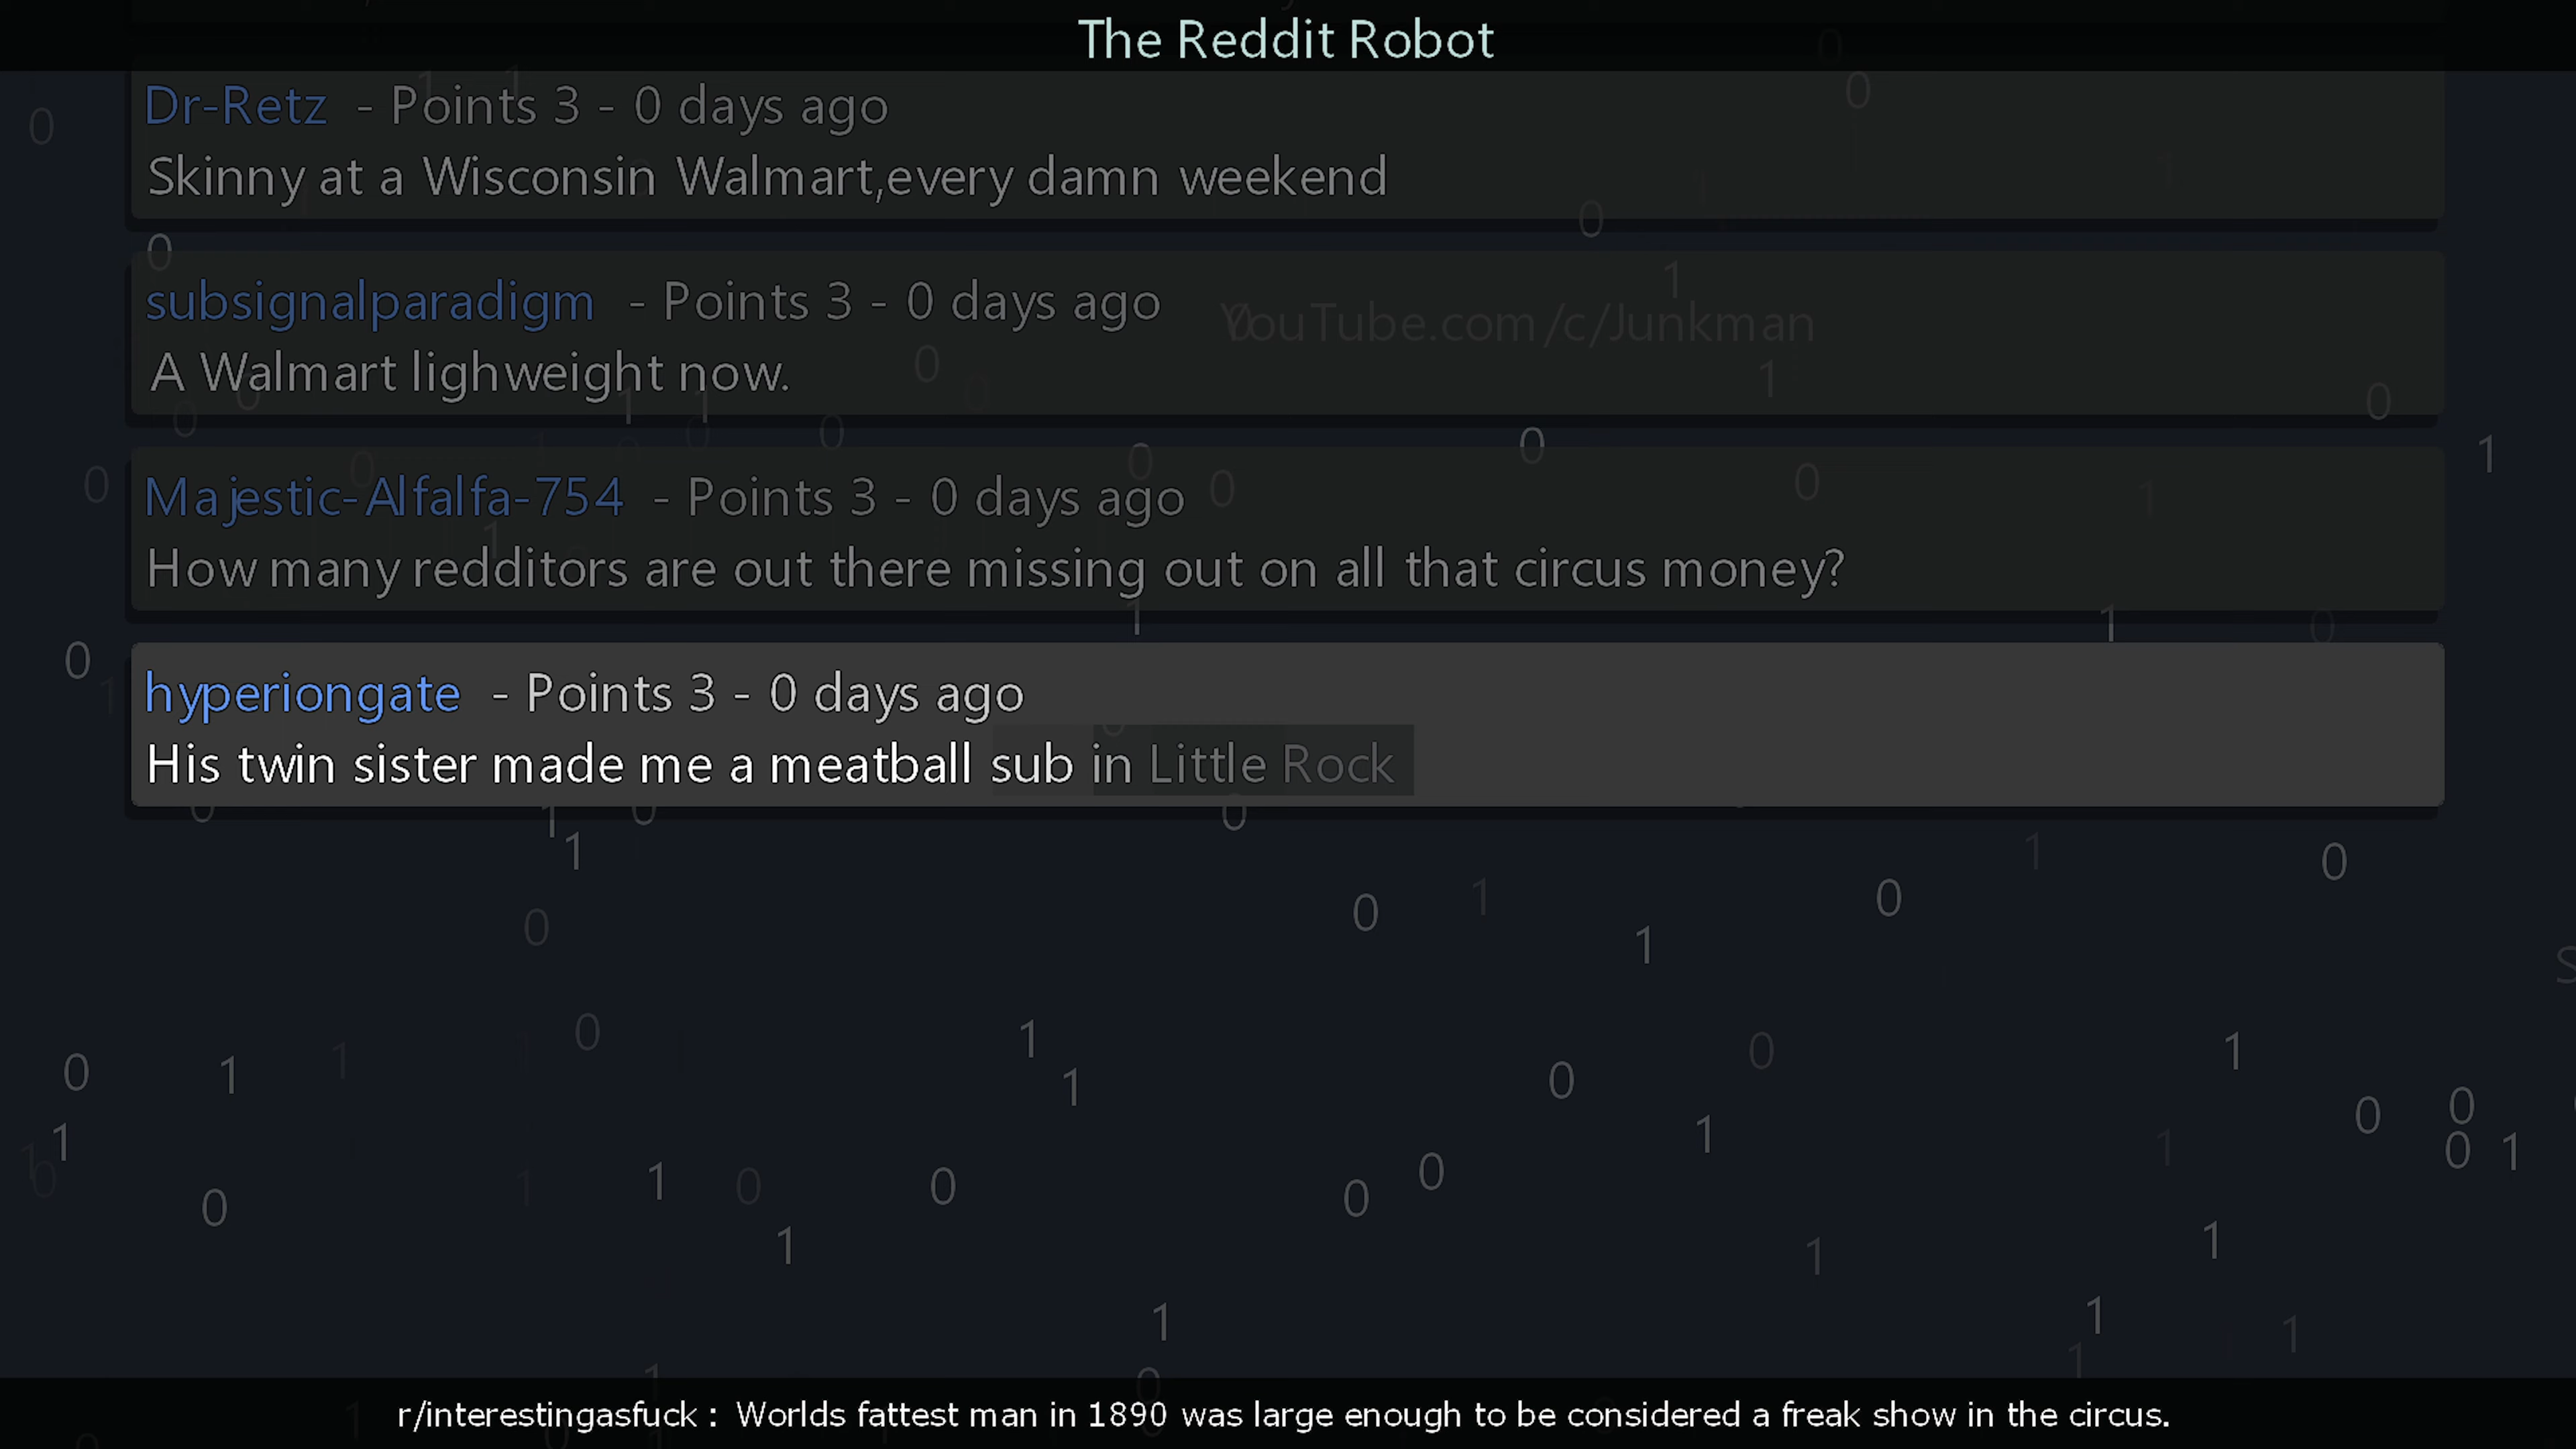 The Reddit Robot
Dr-Retz - Points 3 - 0 days ago
Skinny at a Wisconsin Walmart,every damn weekend
subsignalparadigm - Points 3 - 0 days ago
YouTube.com/c/Junkman
A Walmart lighweight now.
Majestic-Alfalfa-754 - Points 3 - 0 days ago
How many redditors are out there missing out on all that circus money?
hyperiongate - Points 3 - 0 days ago
His twin sister made me a meatball sub in Little Rock
r/interestingasfuck : Worlds fattest man in 1890 was large enough to be considered a freak show in the circus.